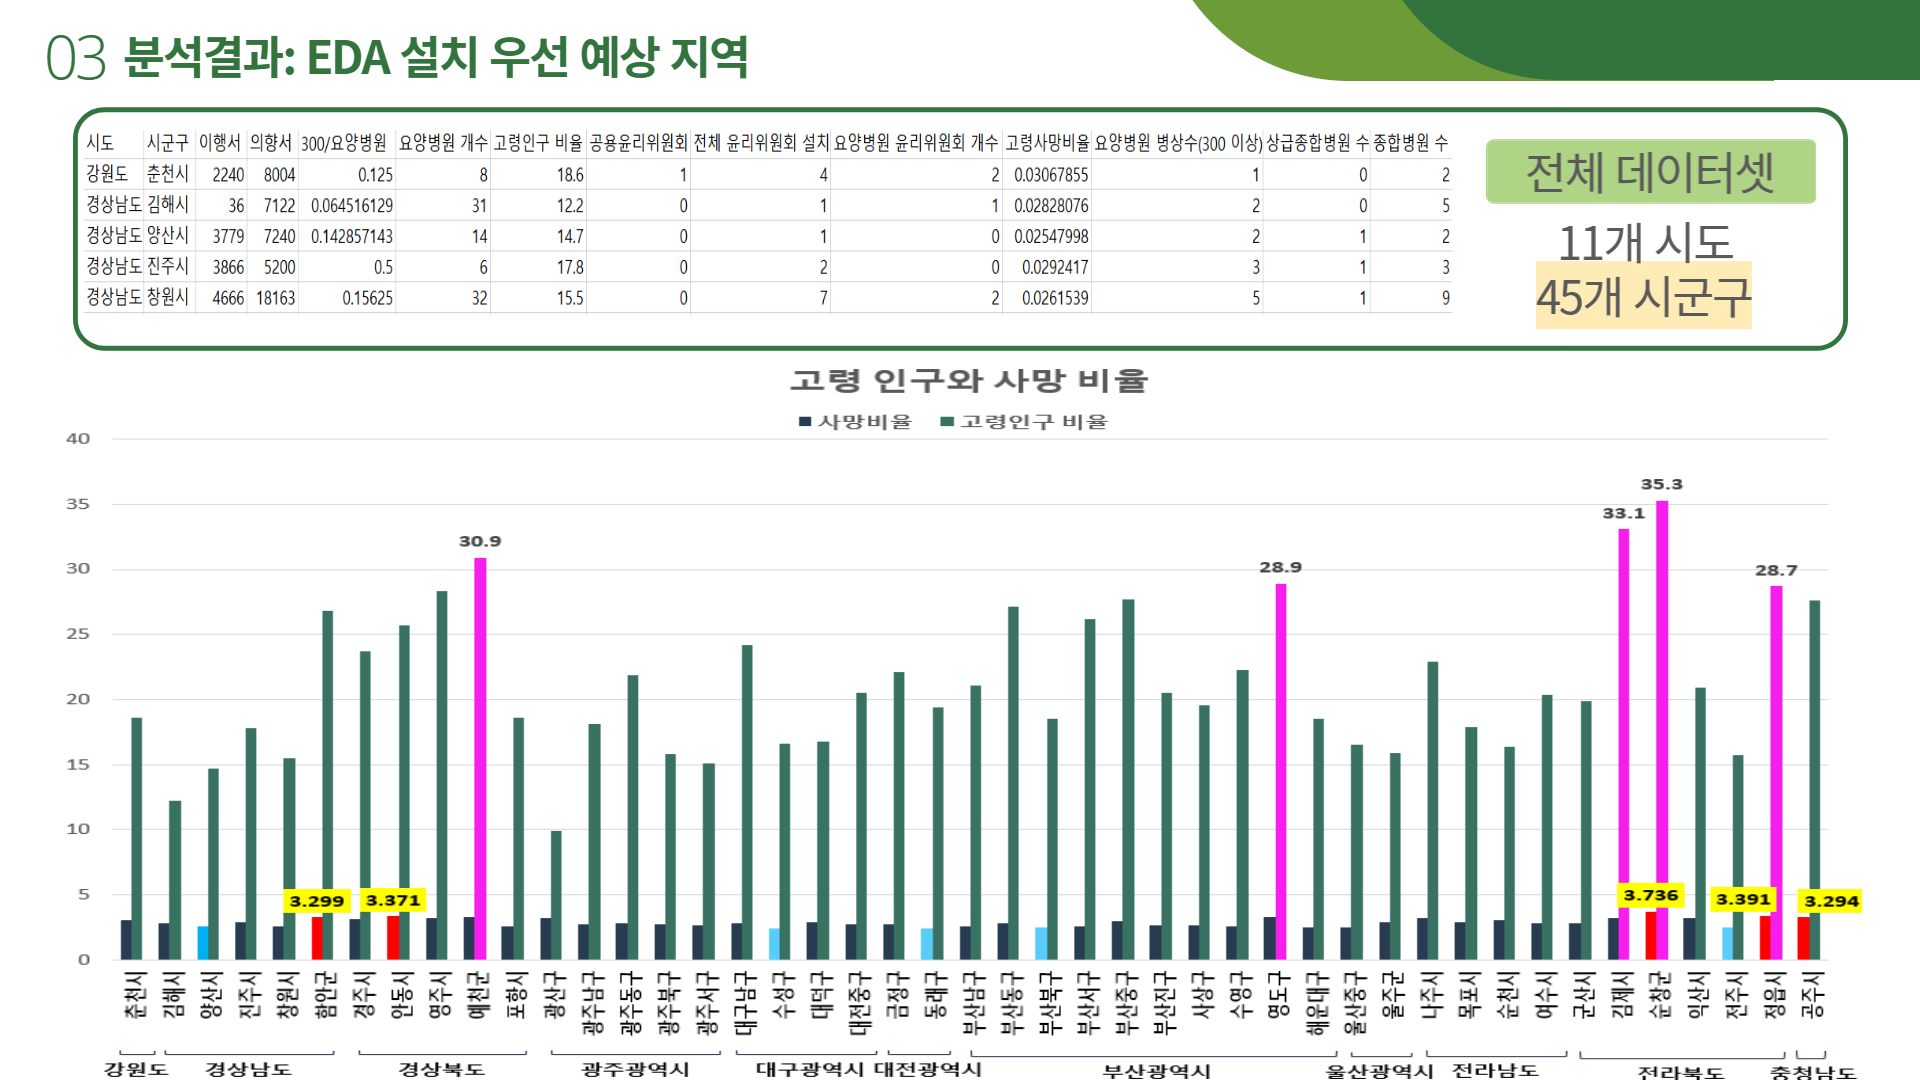 03 분석결과: EDA 설치 우선 예상 지역
시도 시군구 이행서 의향서 300/요양병원 요양병원 개수 고령인구 비율 공용윤리위원회 전체 윤리위원회 설치 요양병원 윤리위원회 개수 고령사망비율 요양병원 병상수(300 이상) 상급종합병원 수 종합병원 수
강원도 춘천시 2240 8004 0.125 8 18.6 1 4 2 0.03067855 1 0 2
경상남도 김해시 36 7122 0.064516129 31 12.2 0 1 1 0.02828076 2 0 5
경상남도 양산시 3779 7240 0.142857143 14 14.7 0 1 0 0.02547998 2 1 2
경상남도 진주시 3866 5200 0.5 6 17.8 0 2 0 0.0292417 3 1 3
경상남도 창원시 4666 18163 0.15625 32 15.5 0 7 2 0.0261539 5 1 9
전체 데이터셋
11개 시도
45개 시군구
고령 인구와 사망 비율
사망비율 고령인구 비율
40
35
30
25
20
15
10
5
0
30.9
28.9
33.1
35.3
28.7
3.299
3.371
3.736
3.391
3.294
춘천시
김해시
양산시
진주시
창원시
함안군
경주시
안동시
영주시
예천군
포항시
광산구
광주남구
광주동구
광주북구
광주서구
대구남구
수성구
대덕구
대전중구
금정구
동래구
부산남구
부산동구
부산북구
부산서구
부산중구
부산진구
사상구
수영구
영도구
해운대구
울산중구
울주군
나주시
목포시
순천시
여수시
군산시
김제시
순창군
익산시
전주시
정읍시
공주시
강원도 경상남도 경상북도 광주광역시 대구광역시 대전광역시 부산광역시 울산광역시 전라남도 전라북도 충청남도